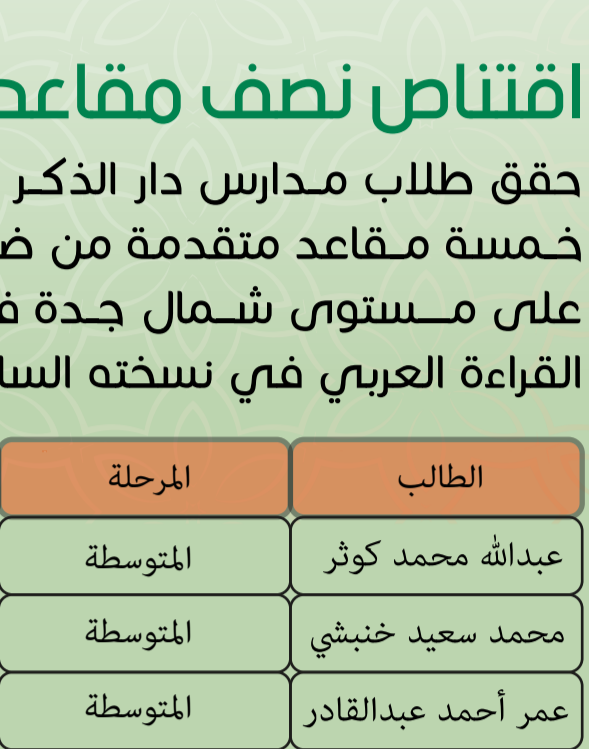 اقتناص نصف مقاعد
حقق طلاب مدارس دار الذكر
خمسة مقاعد متقدمة من
على مستوى شمال جدة
القراءة العربي في نسخته
الطالب المرحلة
عبدالله محمد كوثر المتوسطة
محمد سعيد خنبشي المتوسطة
عمر أحمد عبدالقادر المتوسطة